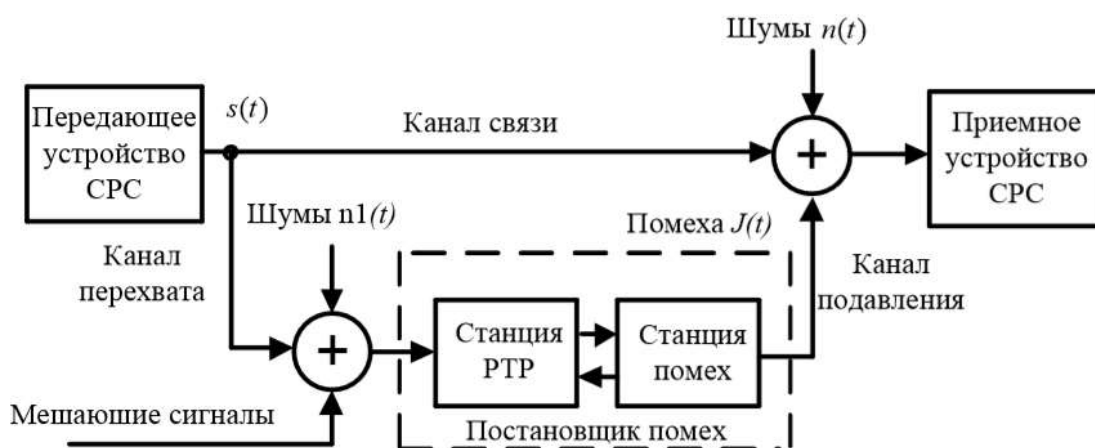 Шумы n(t)
Передающее
устройство
СРС
s(t)
Канал связи
+
Приемное
устройство
СРС
Шумы n1(t)
Помеха J(t)
Канал
перехвата
Канал
подавления
+
Станция
РТР
Станция
помех
Мешаюшие сигналы
Постановщик помех